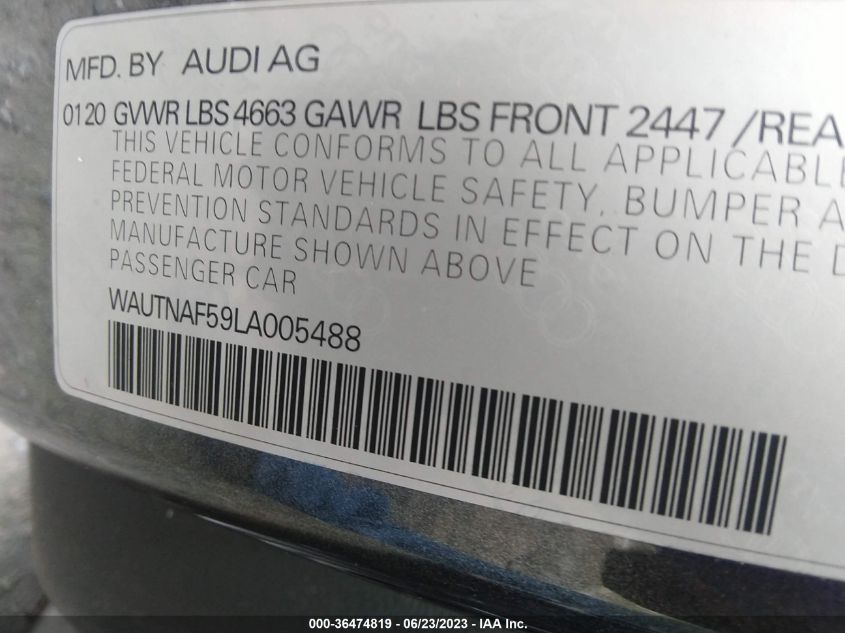 MFD. BY AUDI AG
0120 GVWR LBS 4663 GAWR LBS FRONT 2447 /REA
THIS VEHICLE CONFORMS TO ALL APPLICABLE
FEDERAL MOTOR VEHICLE SAFETY, BUMPER A
PREVENTION STANDARDS IN EFFECT ON THE D
MANUFACTURE SHOWN ABOVE
PASSENGER CAR
WAUTNAF59LA005488
000-36474819 - 06/23/2023 - IAA Inc.